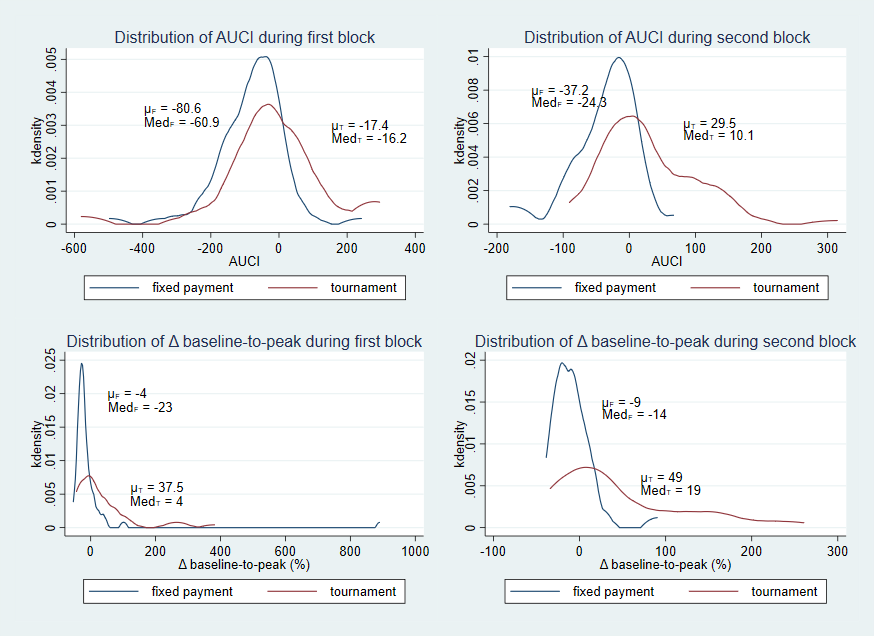 Distribution of AUCI during first block
kdensity
.005
.004
.003
.002
.001
0
μF = -80.6
MedF = -60.9
μT = -17.4
MedT = -16.2
-600 -400 -200 0 200 400
AUCI
fixed payment tournament
Distribution of AUCI during second block
kdensity
.01
.008
.006
.004
.002
0
μF = -37.2
MedF = -24.3
μT = 29.5
MedT = 10.1
-200 -100 0 100 200 300
AUCI
fixed payment tournament
Distribution of Δ baseline-to-peak during first block
kdensity
.025
.02
.015
.01
.005
0
μF = -4
MedF = -23
μT = 37.5
MedT = 4
0 200 400 600 800 1000
Δ baseline-to-peak (%)
fixed payment tournament
Distribution of Δ baseline-to-peak during second block
kdensity
.02
.015
.01
.005
0
μF = -9
MedF = -14
μT = 49
MedT = 19
-100 0 100 200 300
Δ baseline-to-peak (%)
fixed payment tournament